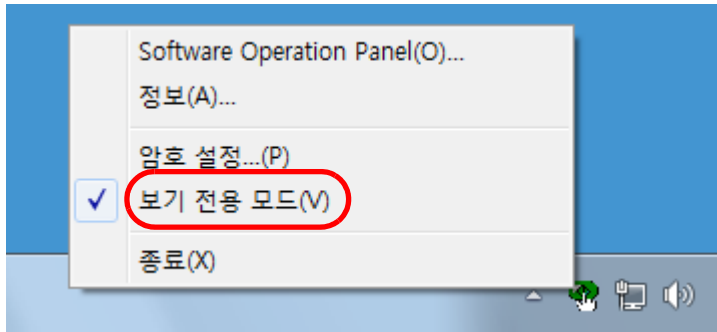 Software Operation Panel(O)...
정보(A)...
암호 설정...(P)
보기 전용 모드(V)
종료(X)